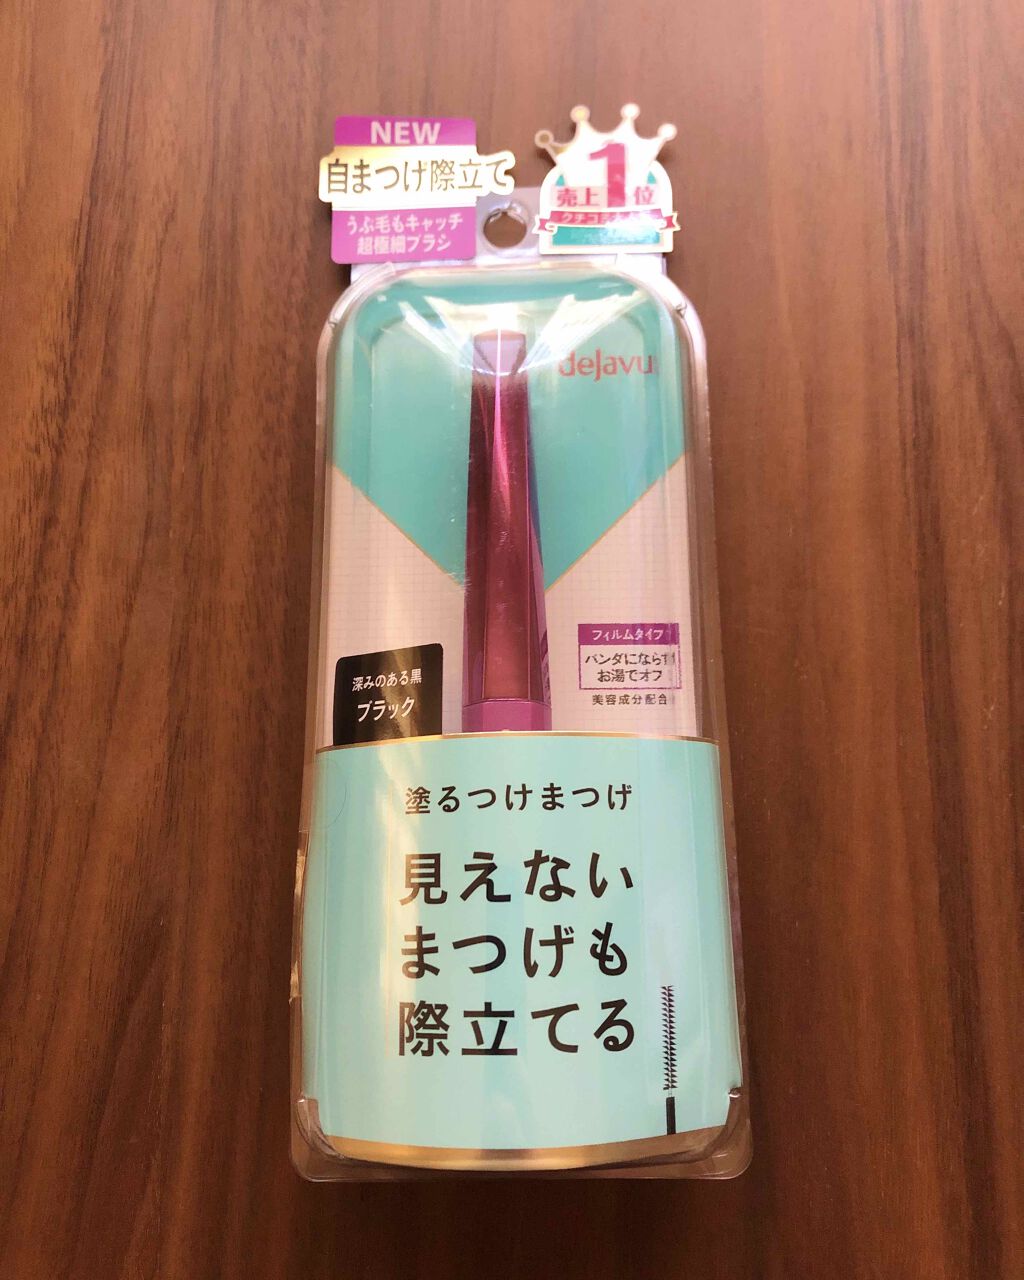 NEW
自まつげ際立て
うぶ毛もキャッチ
超極細ブラシ
売上1位
dejavu
フィルムタイプ
パンダにならず
お湯でオフ
美容成分配合
深みのある黒
ブラック
塗るつけまつげ
見えない
まつげも
際立てる